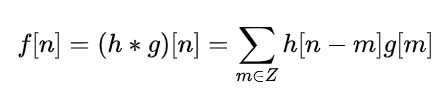 f[n] = (h * g)[n] = ∑_{m∈Z} h[n − m]g[m]